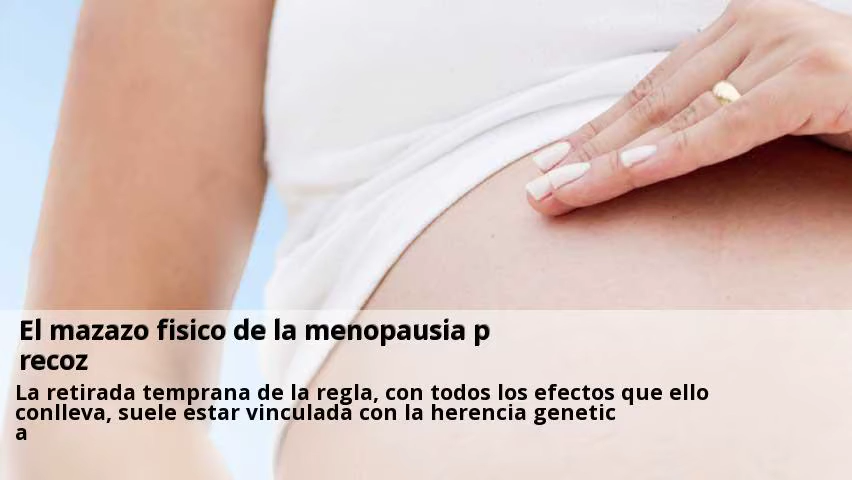 El mazazo fisico de la menopausia p
recoz
La retirada temprana de la regla, con todos los efectos que ello
conlleva, suele estar vinculada con la herencia genetic
a